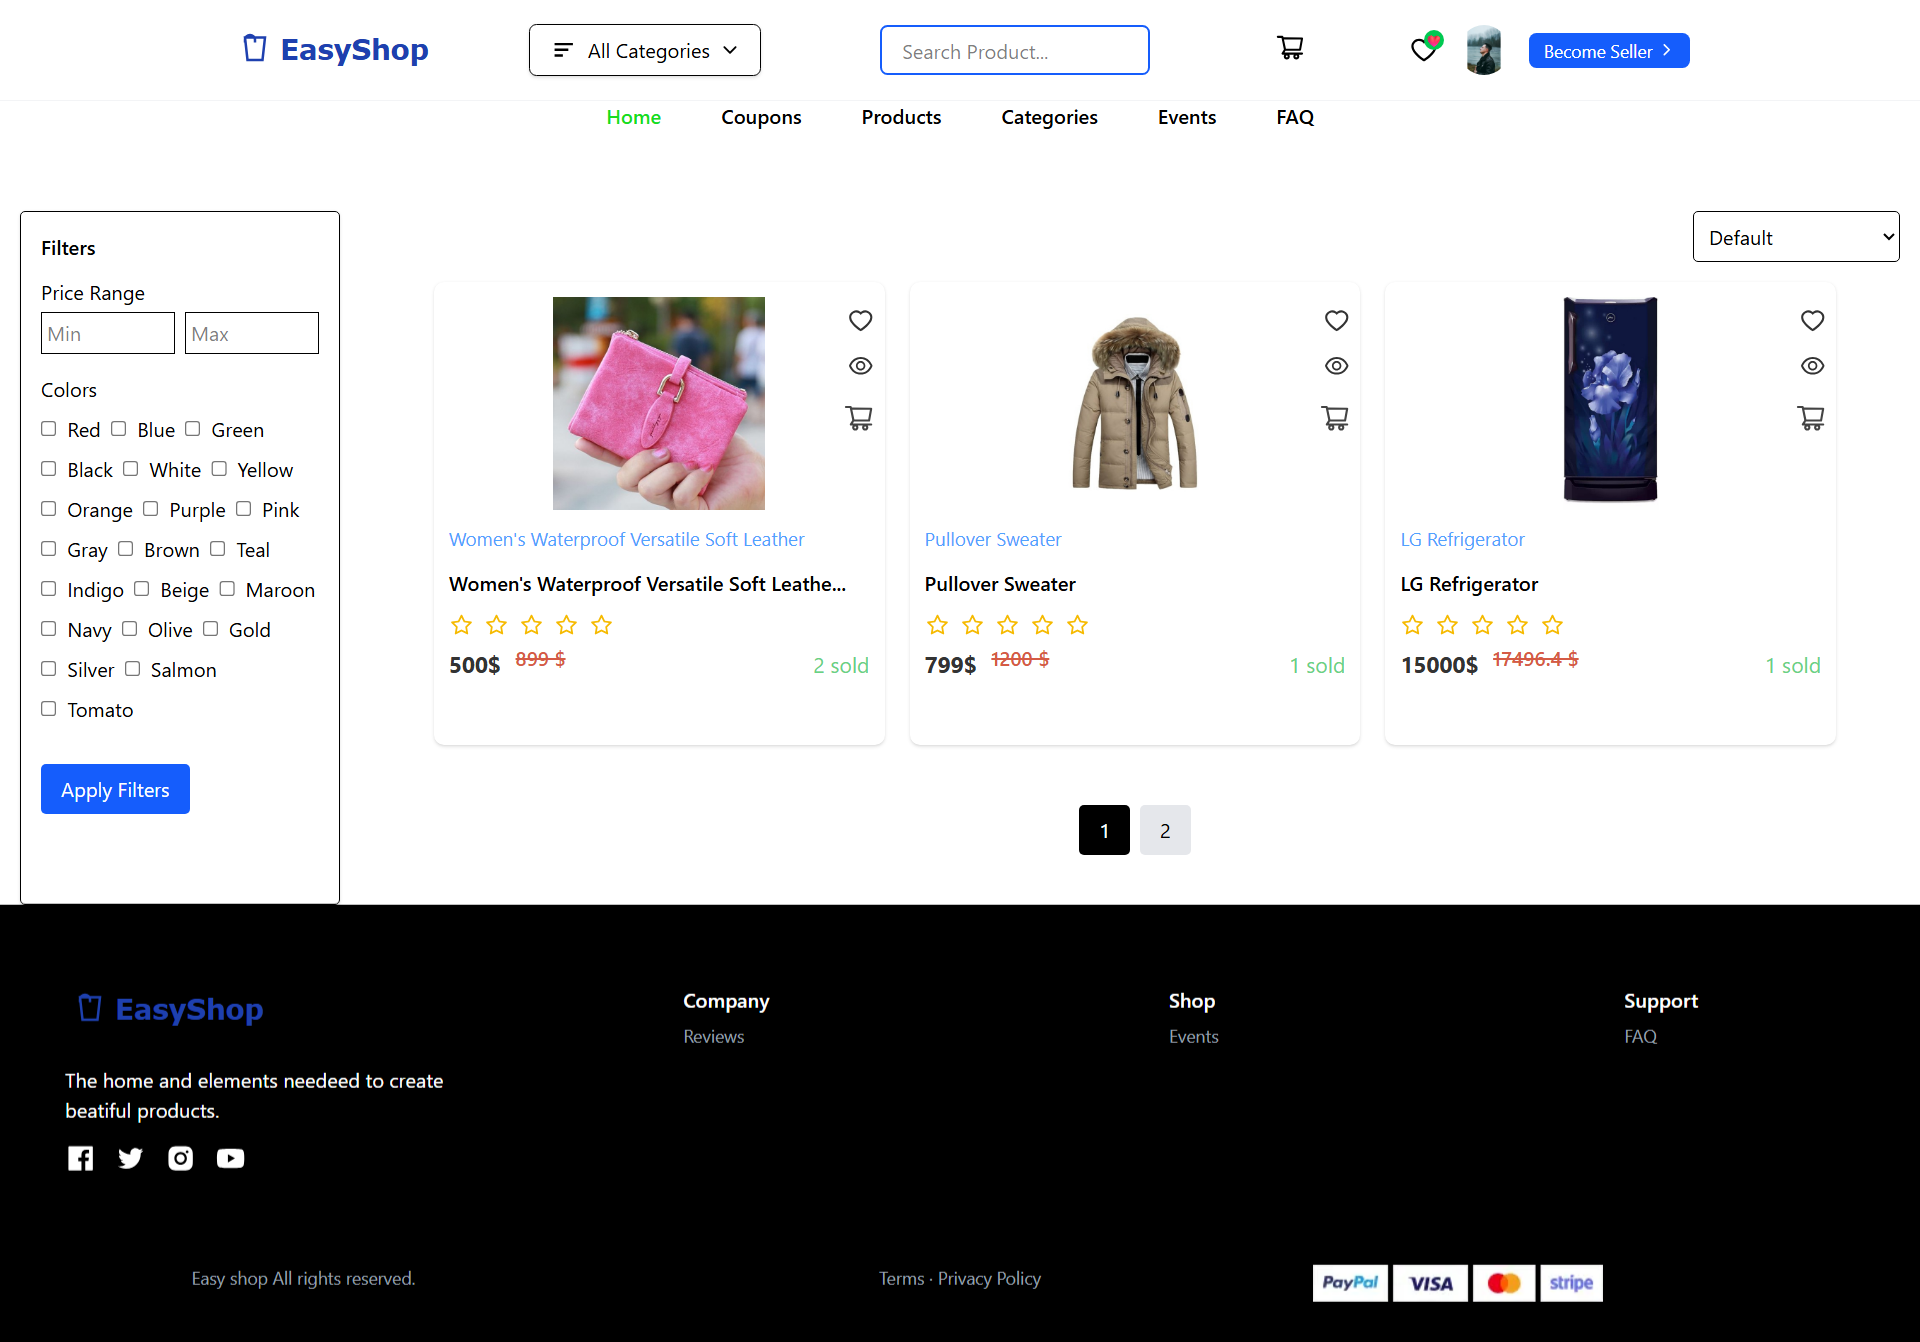 EasyShop
All Categories
Search Product...
Become Seller
Home Coupons Products Categories Events FAQ
Filters
Price Range
Min Max
Colors
Red Blue Green
Black White Yellow
Orange Purple Pink
Gray Brown Teal
Indigo Beige Maroon
Navy Olive Gold
Silver Salmon
Tomato
Apply Filters
Default
Women's Waterproof Versatile Soft Leather
Women's Waterproof Versatile Soft Leathe...
500$ 899 $ 2 sold
Pullover Sweater
Pullover Sweater
799$ 1200 $ 1 sold
LG Refrigerator
LG Refrigerator
15000$ 17496.4 $ 1 sold
1 2
EasyShop
The home and elements needeed to create
beatiful products.
Company
Reviews
Shop
Events
Support
FAQ
Easy shop All rights reserved.
Terms · Privacy Policy
PayPal VISA stripe